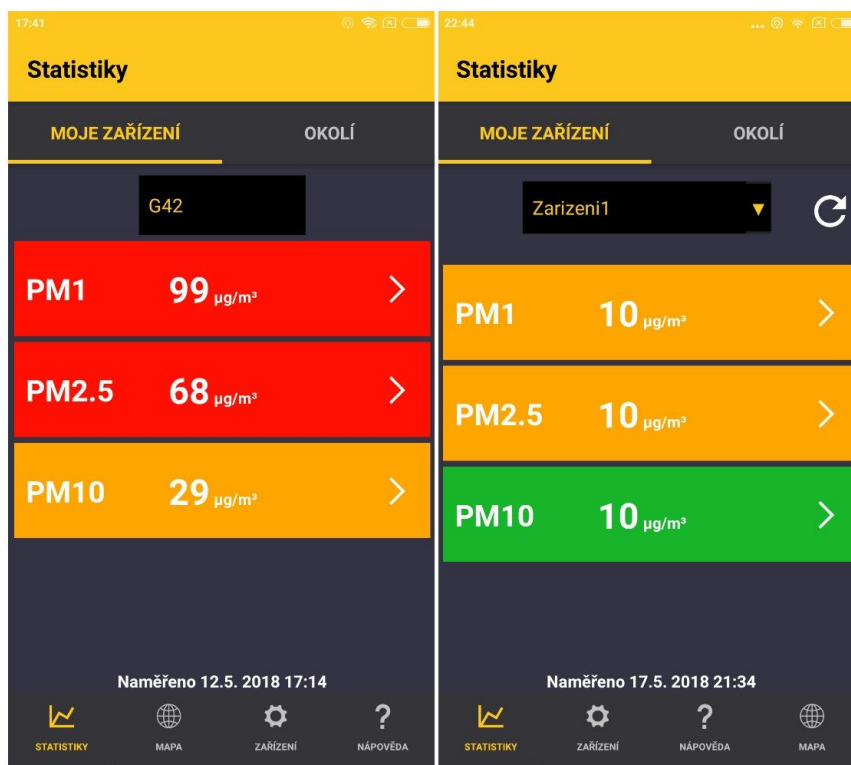 17:41
Statistiky
MOJE ZAŘÍZENÍ OKOLÍ
G42
PM1 99 µg/m³
PM2.5 68 µg/m³
PM10 29 µg/m³
Naměřeno 12.5. 2018 17:14
STATISTIKY MAPA ZAŘÍZENÍ NÁPOVĚDA
22:44
Statistiky
MOJE ZAŘÍZENÍ OKOLÍ
Zarizeni1
PM1 10 µg/m³
PM2.5 10 µg/m³
PM10 10 µg/m³
Naměřeno 17.5. 2018 21:34
STATISTIKY ZAŘÍZENÍ NÁPOVĚDA MAPA